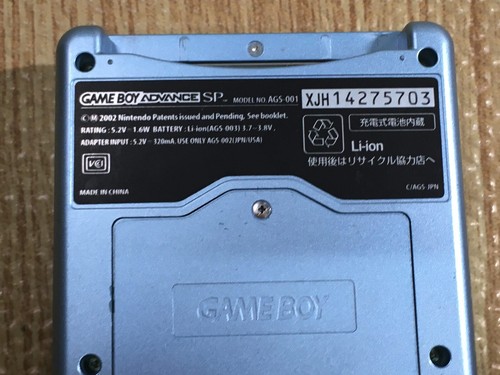 GAME BOY ADVANCE SP™ MODEL NO. AGS-001 XJH14275703
©Ⓜ 2002 Nintendo Patents issued and Pending, See booklet.
RATING : 5.2V⎓1.6W BATTERY : Li-ion(AGS-003) 3.7⎓3.8V,
ADAPTER INPUT : 5.2V⎓320mA. USE ONLY AGS-002(JPN/USA)
充電式電池内蔵
Li-ion
使用後はリサイクル協力店へ
VCI
MADE IN CHINA
C/AGS-JPN
GAME BOY